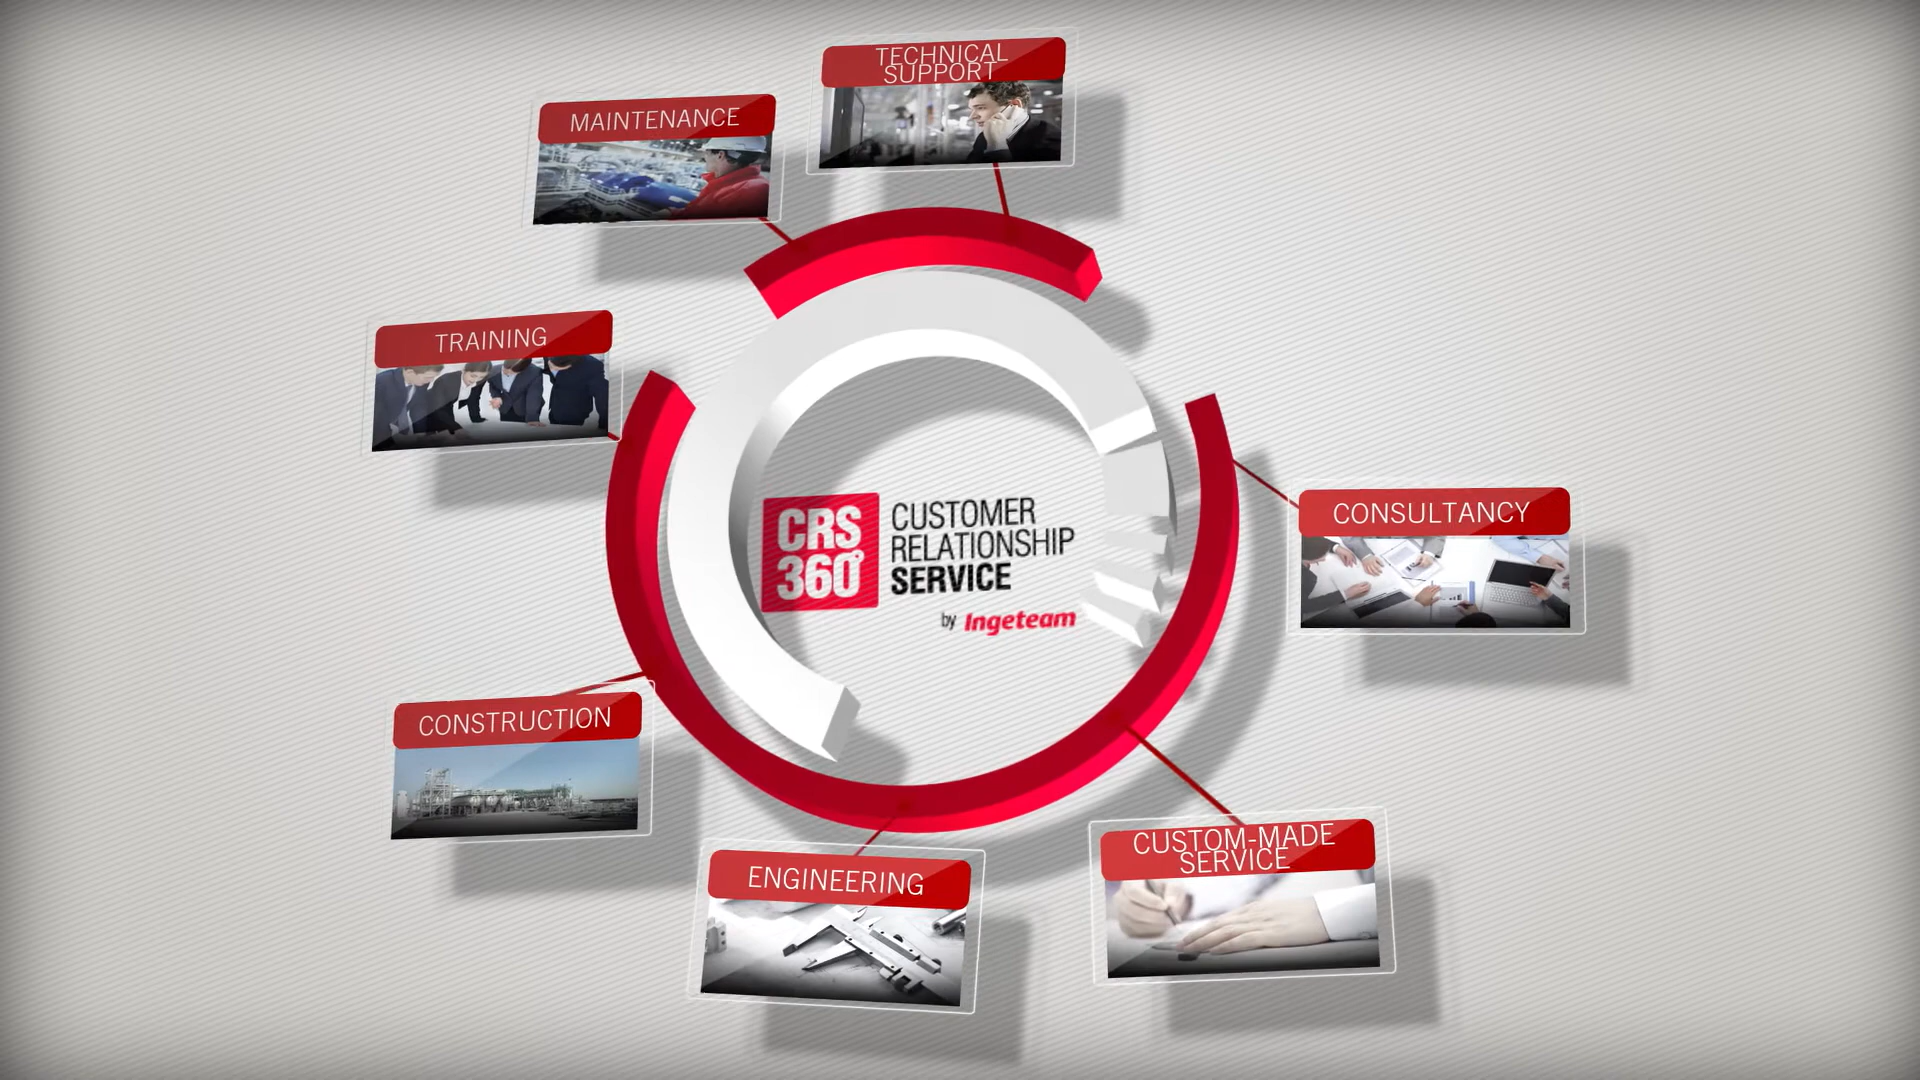 TECHNICAL
SUPPORT
MAINTENANCE
TRAINING
CRS
360°
CUSTOMER
RELATIONSHIP
SERVICE
by Ingeteam
CONSULTANCY
CONSTRUCTION
CUSTOM-MADE
SERVICE
ENGINEERING